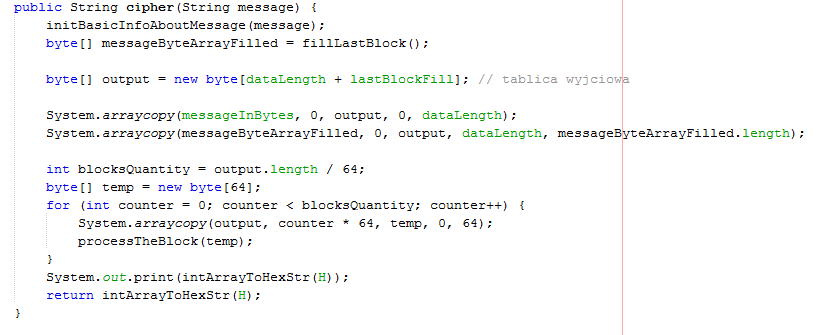 public String cipher(String message) {
initBasicInfoAboutMessage(message);
byte[] messageByteArrayFilled = fillLastBlock();
byte[] output = new byte[dataLength + lastBlockFill]; // tablica wyjciowa
System.arraycopy(messageInBytes, 0, output, 0, dataLength);
System.arraycopy(messageByteArrayFilled, 0, output, dataLength, messageByteArrayFilled.length);
int blocksQuantity = output.length / 64;
byte[] temp = new byte[64];
for (int counter = 0; counter < blocksQuantity; counter++) {
System.arraycopy(output, counter * 64, temp, 0, 64);
processTheBlock(temp);
}
System.out.print(intArrayToHexStr(H));
return intArrayToHexStr(H);
}